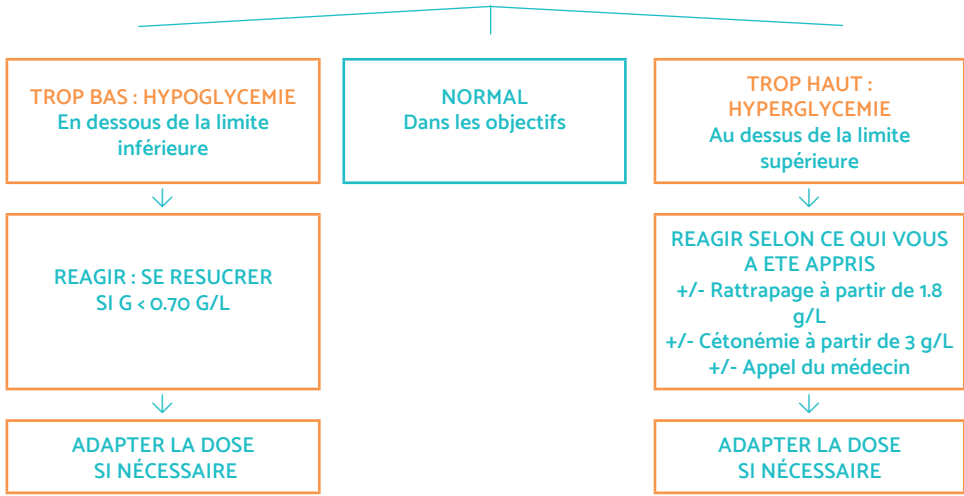 TROP BAS : HYPOGLYCEMIE
En dessous de la limite
inférieure
NORMAL
Dans les objectifs
TROP HAUT :
HYPERGLYCEMIE
Au dessus de la limite
supérieure
REAGIR : SE RESUCRER
SI G < 0.70 G/L
REAGIR SELON CE QUI VOUS
A ETE APPRIS
+/- Rattrapage à partir de 1.8
g/L
+/- Cétonémie à partir de 3 g/L
+/- Appel du médecin
ADAPTER LA DOSE
SI NÉCESSAIRE
ADAPTER LA DOSE
SI NÉCESSAIRE